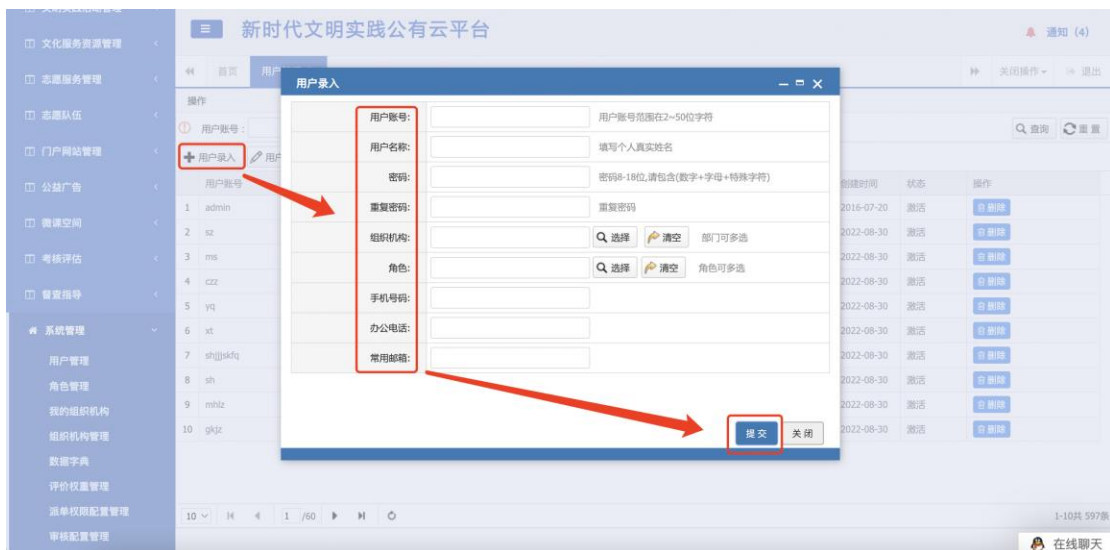 新时代文明实践公有云平台
通知 (4)
文化服务资源管理
志愿服务管理
志愿队伍
门户网站管理
公益广告
微课空间
考核评估
督查指导
系统管理
用户管理
角色管理
我的组织机构
组织机构管理
数据字典
评价权重管理
派单权限配置管理
审核配置管理
首页
关闭操作
退出
操作
用户账号:
查询
重置
用户录入
用户账号
创建时间 状态 操作
1 admin 2016-07-20 激活 删除
2 sz 2022-08-30 激活 删除
3 ms 2022-08-30 激活 删除
4 czz 2022-08-30 激活 删除
5 yq 2022-08-30 激活 删除
6 xt 2022-08-30 激活 删除
7 shjjjskfq 2022-08-30 激活 删除
8 sh 2022-08-30 激活 删除
9 mhlz 2022-08-30 激活 删除
10 gkjz 2022-08-30 激活 删除
用户录入
用户账号: 用户账号范围在2~50位字符
用户名称: 填写个人真实姓名
密码: 密码8-18位,请包含(数字+字母+特殊字符)
重复密码: 重复密码
组织机构: 选择 清空 部门可多选
角色: 选择 清空 角色可多选
手机号码:
办公电话:
常用邮箱:
提交 关闭
10 1 /60
1-10共 597条
在线聊天